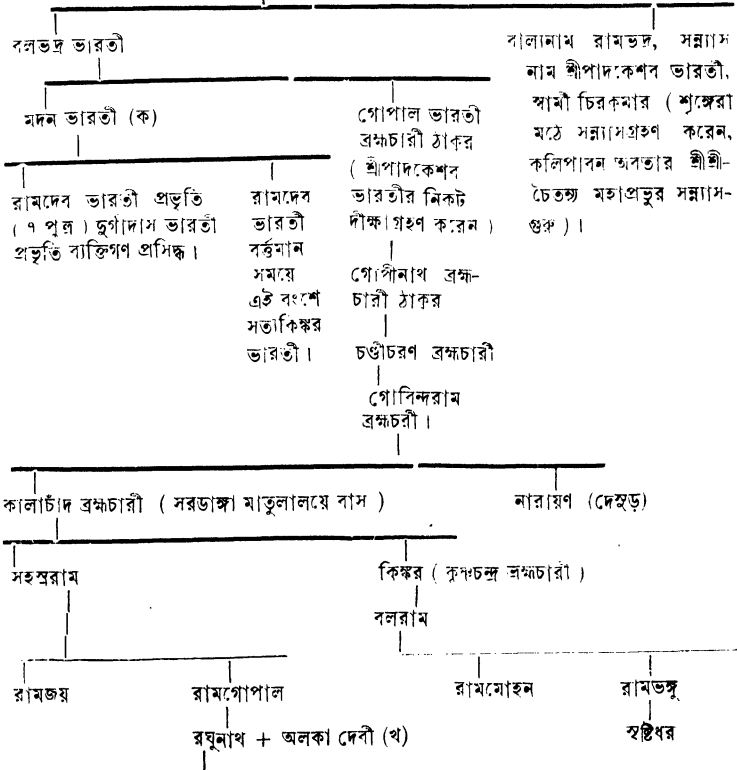 বলভদ্র ভারতী
বাল্যনাম রামভদ্র, সন্ন্যাস
নাম শ্রীপাদকেশব ভারতী,
স্বামী চিরকুমার ( শৃঙ্গেরা
মঠে সন্ন্যাসগ্রহণ করেন,
কলিপাবন অবতার শ্রীশ্রী-
চৈতন্য মহাপ্রভুর সন্ন্যাস-
গুরু ) ।
মদন ভারতী (ক)
গোপাল ভারতী
ব্রহ্মচারী ঠাকুর
( শ্রীপাদকেশব
ভারতীর নিকট
দীক্ষাগ্রহণ করেন )
রামদেব ভারতী প্রভৃতি
( ৭ পুত্র ) দুর্গাদাস ভারতী
প্রভৃতি ব্যক্তিগণ প্রসিদ্ধ ।
রামদেব
ভারতী
বর্ত্তমান
সময়ে
এই বংশে
সত্যকিঙ্কর
ভারতী ।
গোপীনাথ ব্রহ্ম-
চারী ঠাকুর
চণ্ডীচরণ ব্রহ্মচারী
গোবিন্দরাম
ব্রহ্মচরী ।
কালাচাঁদ ব্রহ্মচারী ( সরডাঙ্গা মাতুলালয়ে বাস )
নারায়ণ (দেসুড়)
সহস্ররাম
কিঙ্কর ( কৃষ্ণচন্দ্র ব্রহ্মচারী )
বলরাম
রামজয়
রামগোপাল
রামমোহন
রামভঙ্গু
রঘুনাথ + অলকা দেবী (খ)
সৃষ্টিধর